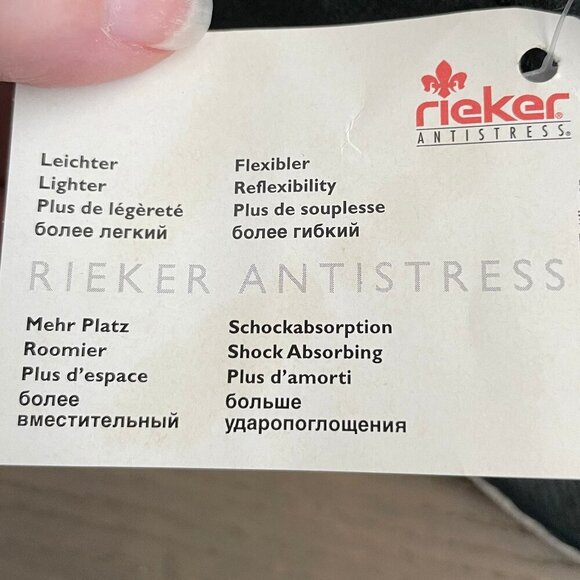 rieker®
ANTISTRESS®
Leichter
Lighter
Plus de légèreté
более легкий
Flexibler
Reflexibility
Plus de souplesse
более гибкий
RIEKER ANTISTRESS
Mehr Platz
Roomier
Plus d’espace
более
вместительный
Schockabsorption
Shock Absorbing
Plus d’amorti
больше
ударопоглощения